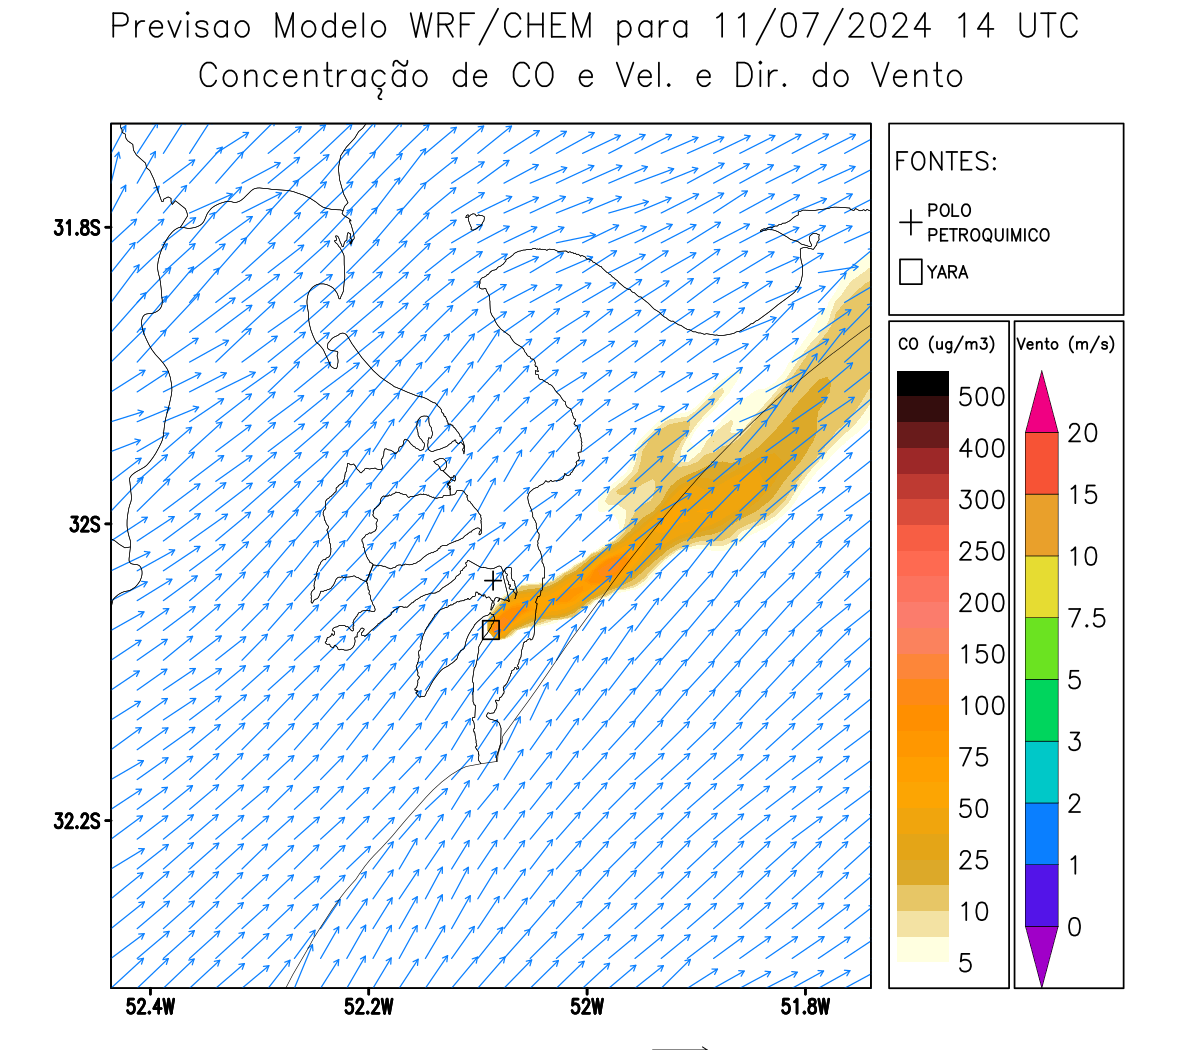 Previsao Modelo WRF/CHEM para 11/07/2024 14 UTC
Concentração de CO e Vel. e Dir. do Vento
FONTES:
POLO
PETROQUIMICO
YARA
31.8S
32S
32.2S
52.4W
52.2W
52W
51.8W
CO (ug/m3)
500
400
300
250
200
150
100
75
50
25
10
5
Vento (m/s)
20
15
10
7.5
5
3
2
1
0